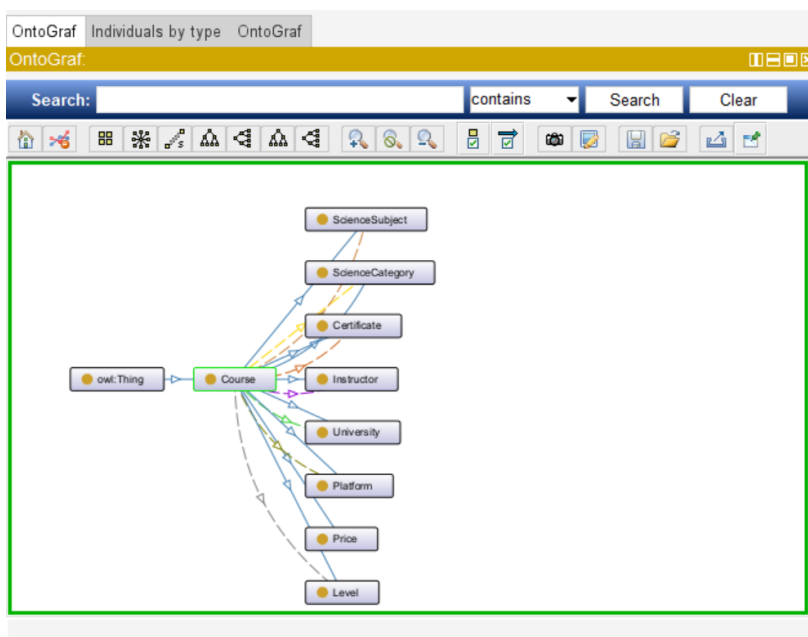 OntoGraf Individuals by type OntoGraf
OntoGraf:
Search: contains Search Clear
ScienceSubject
ScienceCategory
Certificate
owl:Thing Course Instructor
University
Platform
Price
Level